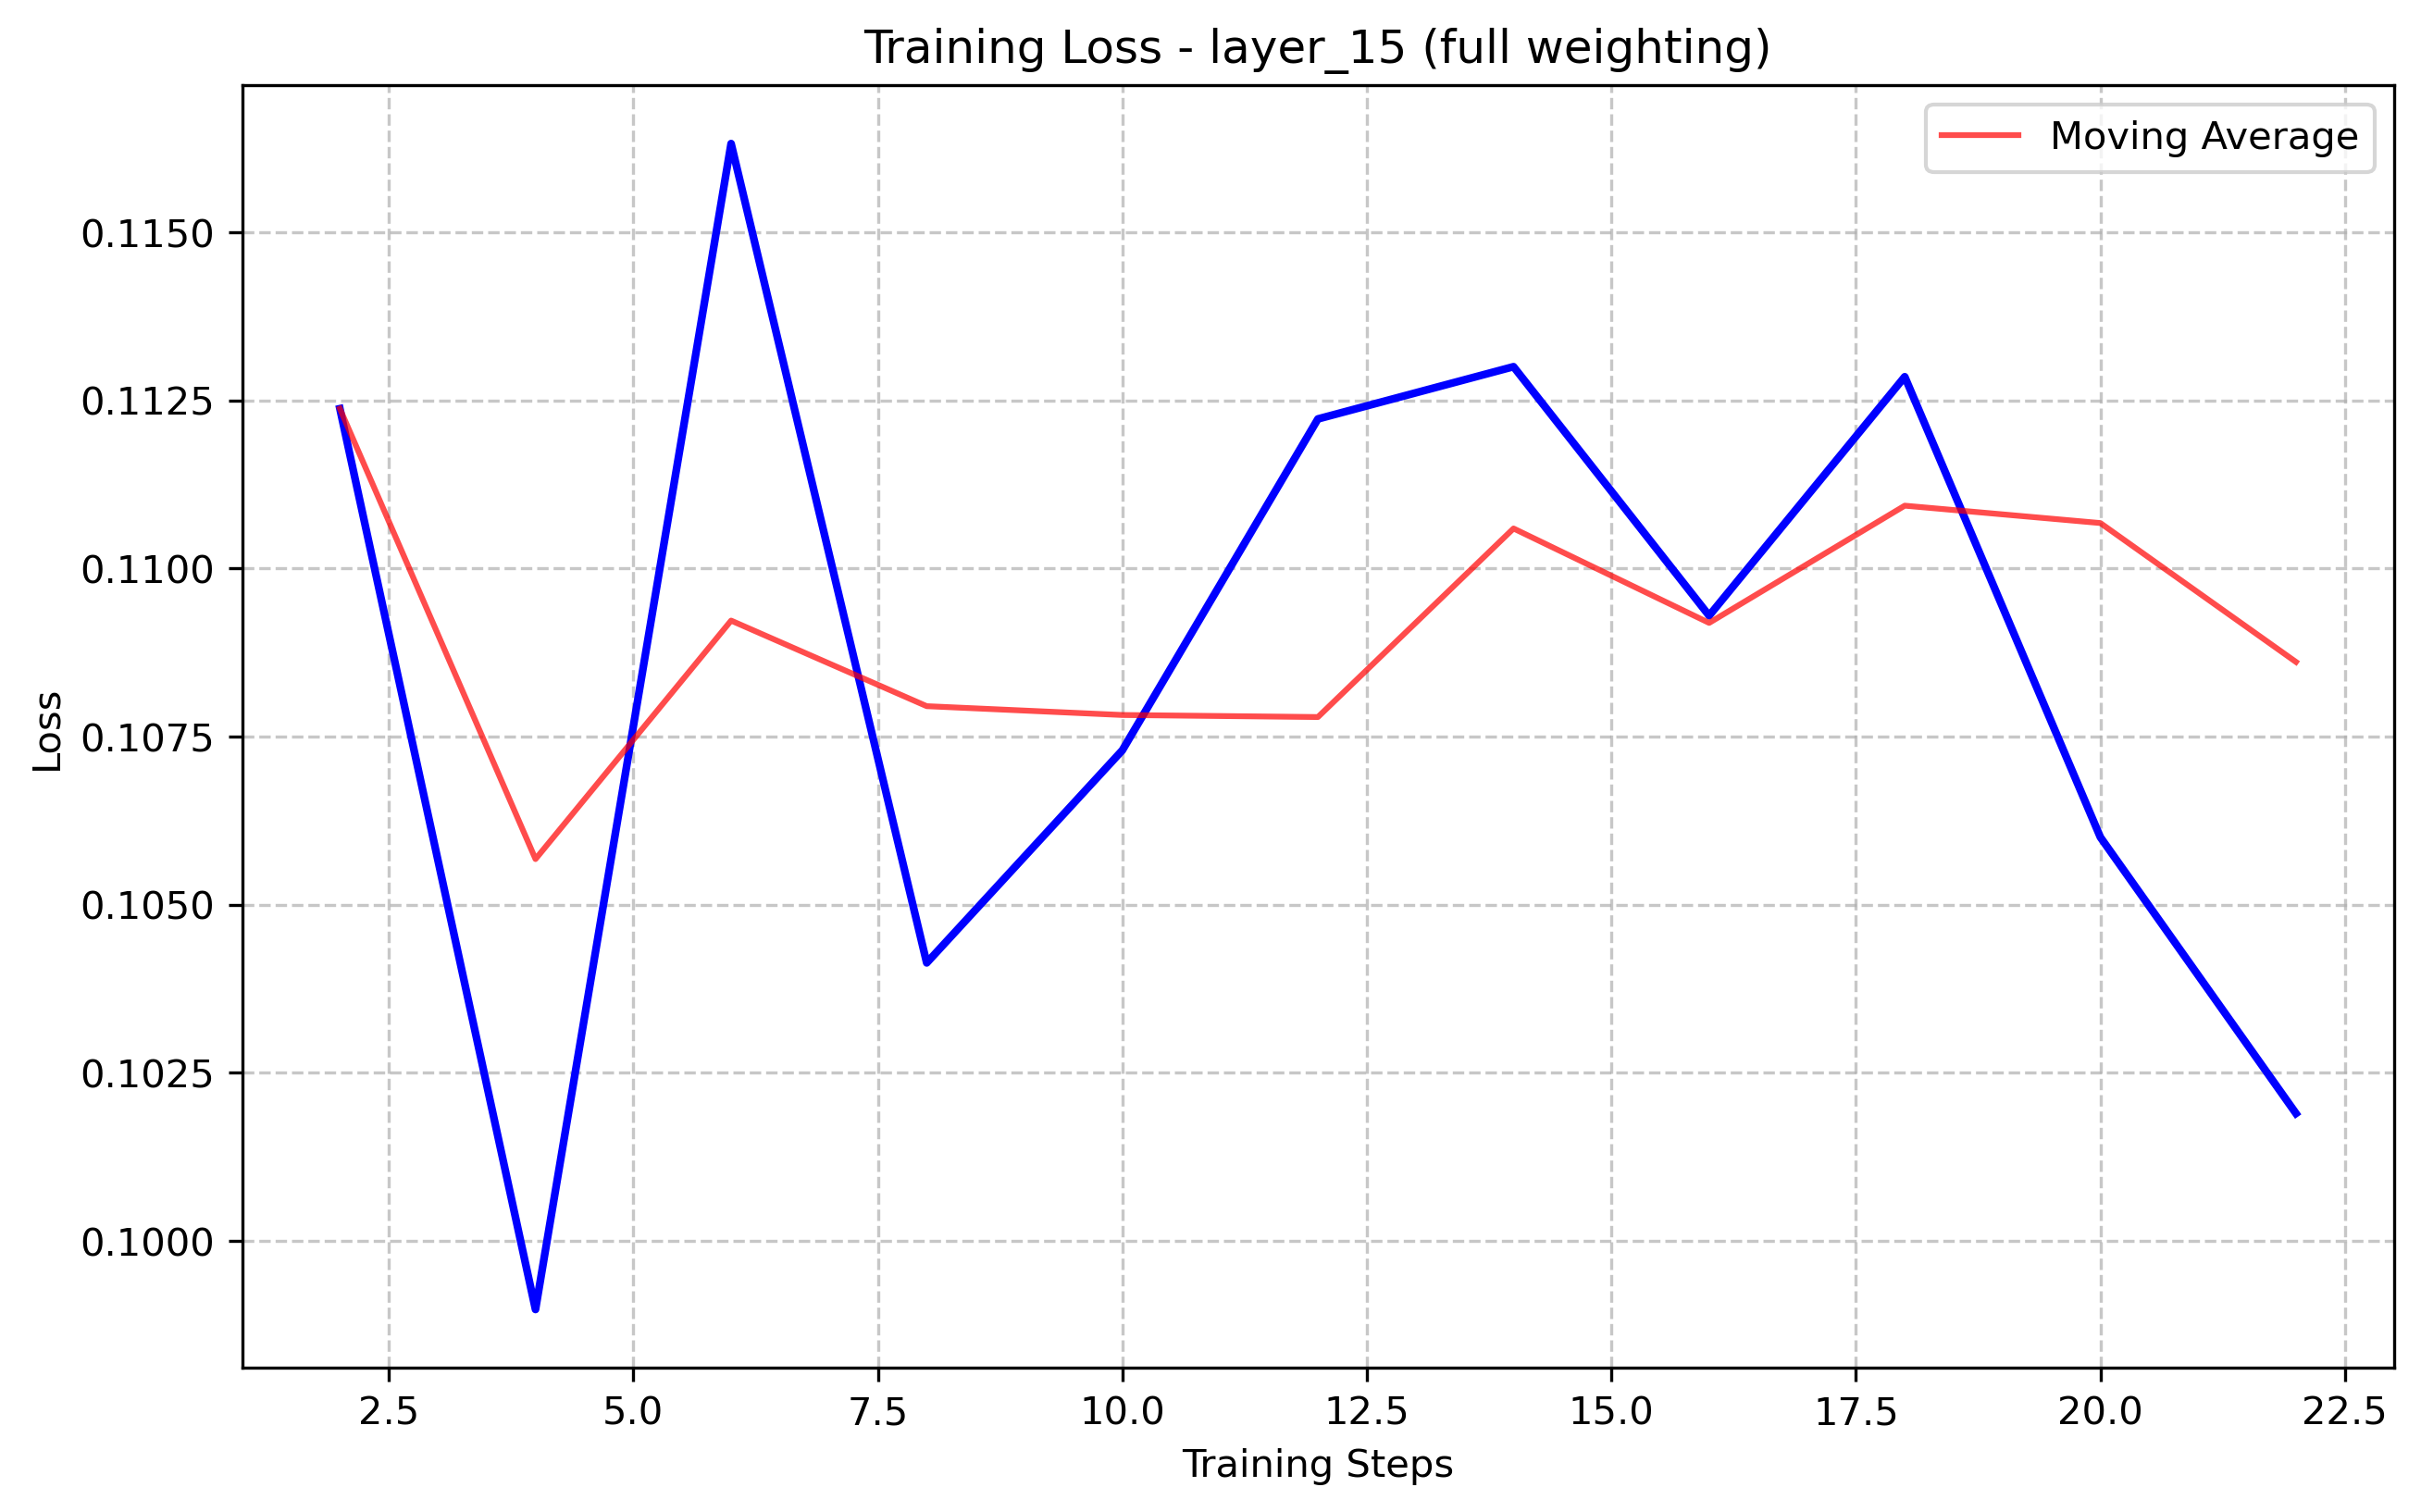 Training Loss - layer_15 (full weighting)
Moving Average
0.1150
0.1125
0.1100
0.1075
0.1050
0.1025
0.1000
Loss
2.5 5.0 7.5 10.0 12.5 15.0 17.5 20.0 22.5
Training Steps